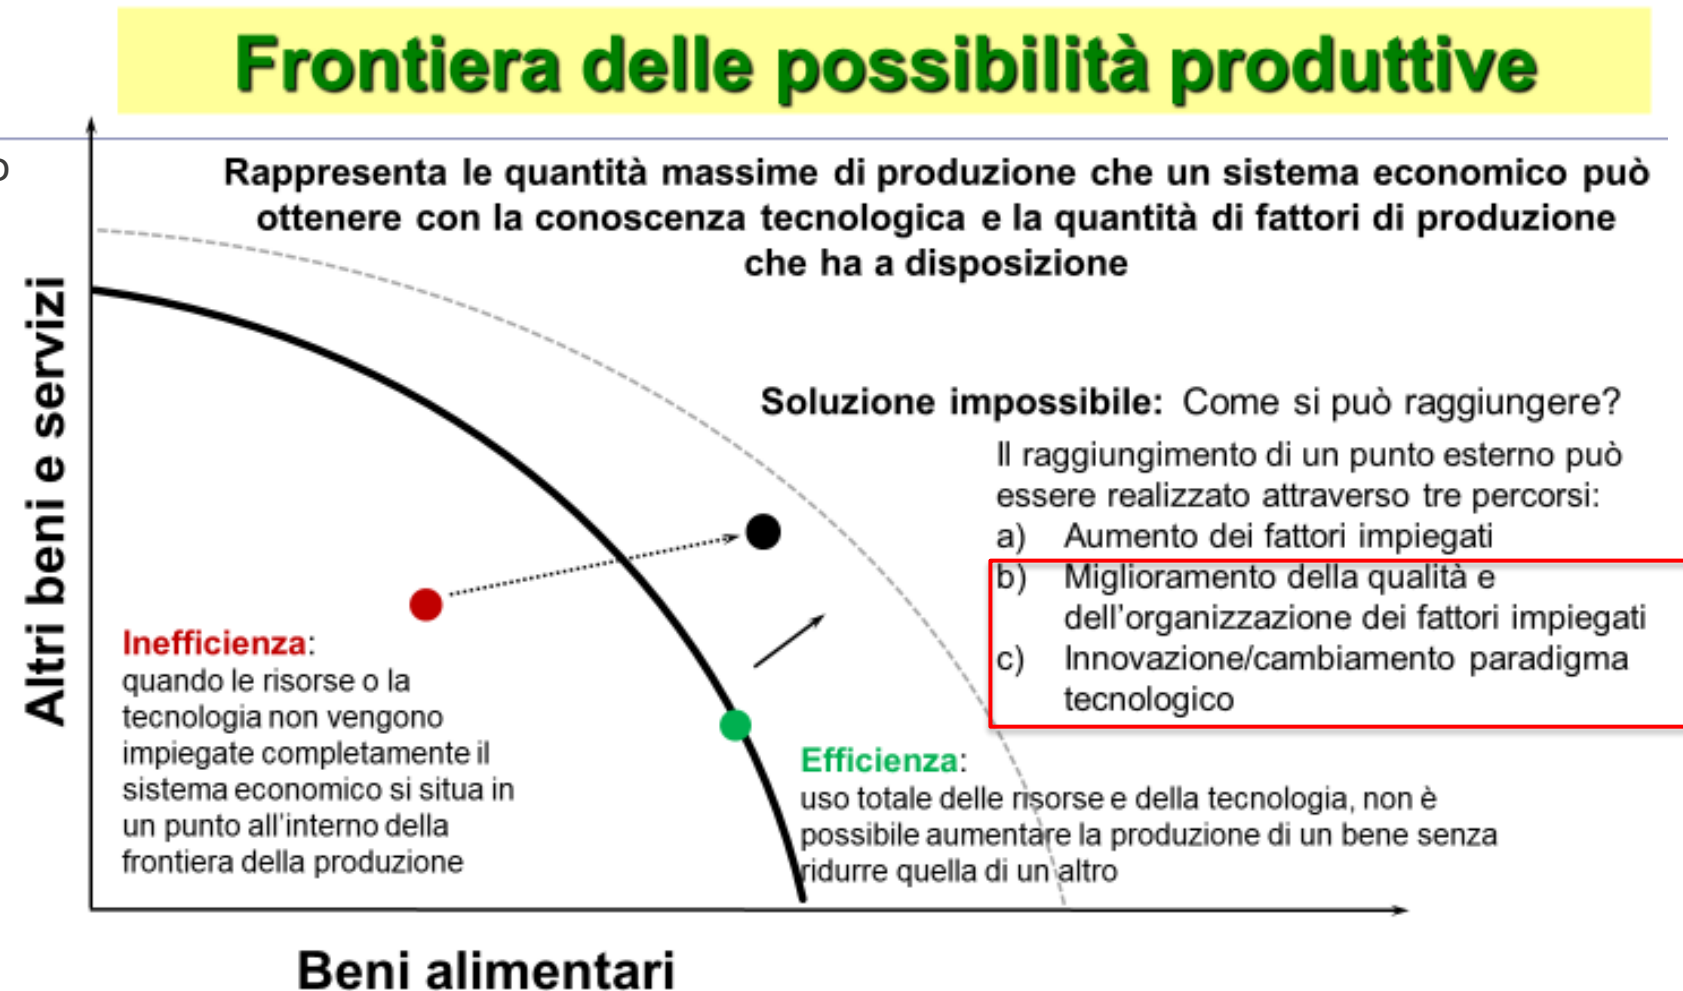 Frontiera delle possibilità produttive
o
Rappresenta le quantità massime di produzione che un sistema economico può
ottenere con la conoscenza tecnologica e la quantità di fattori di produzione
che ha a disposizione
Altri beni e servizi
Soluzione impossibile: Come si può raggiungere?
Il raggiungimento di un punto esterno può
essere realizzato attraverso tre percorsi:
a) Aumento dei fattori impiegati
b) Miglioramento della qualità e
dell'organizzazione dei fattori impiegati
c) Innovazione/cambiamento paradigma
tecnologico
Inefficienza:
quando le risorse o la
tecnologia non vengono
impiegate completamente il
sistema economico si situa in
un punto all'interno della
frontiera della produzione
Efficienza:
uso totale delle risorse e della tecnologia, non è
possibile aumentare la produzione di un bene senza
ridurre quella di un altro
Beni alimentari